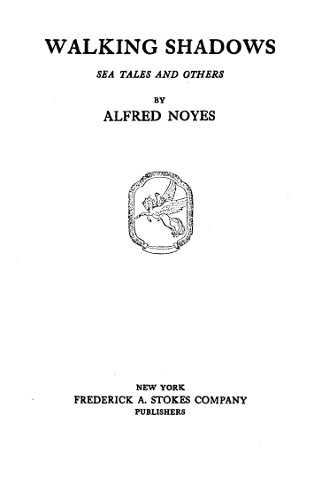 WALKING SHADOWS
SEA TALES AND OTHERS
BY
ALFRED NOYES
NEW YORK
FREDERICK A. STOKES COMPANY
PUBLISHERS